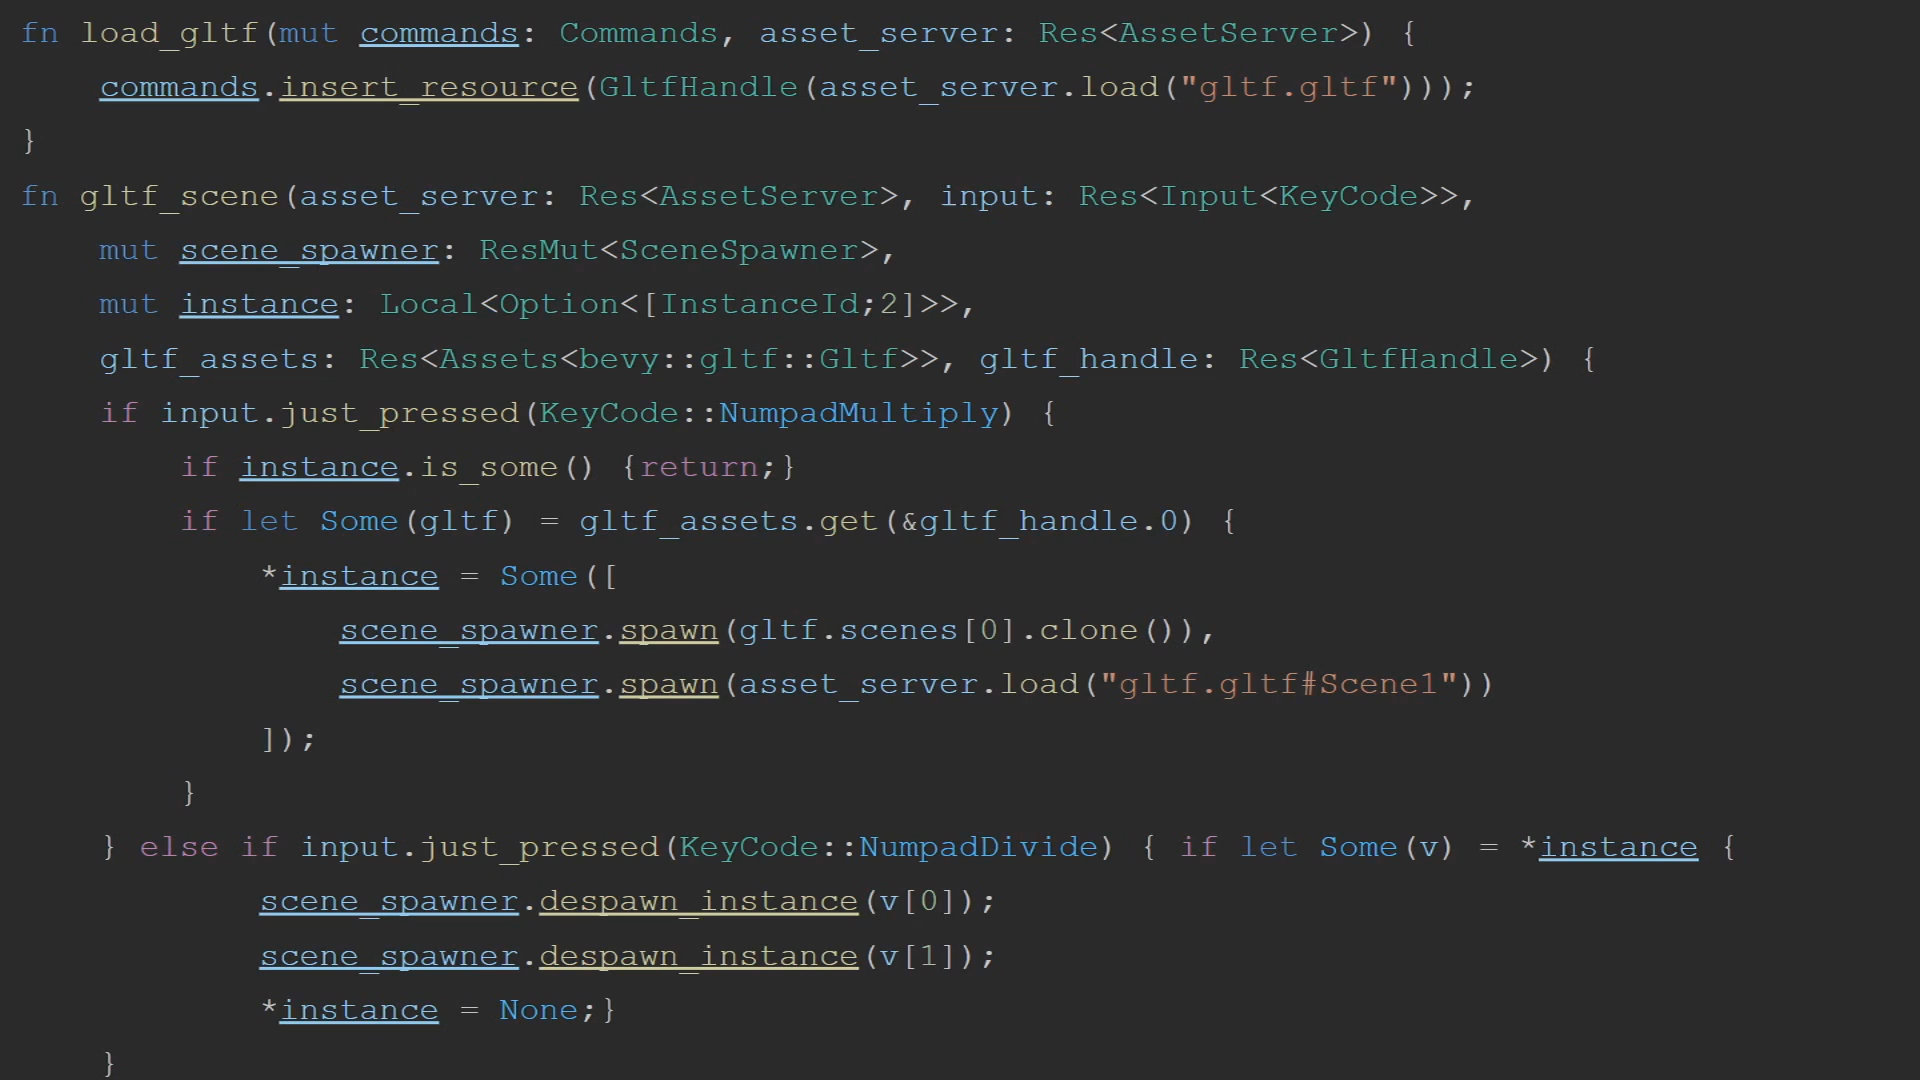 fn load_gltf(mut commands: Commands, asset_server: Res<AssetServer>) {
    commands.insert_resource(GltfHandle(asset_server.load("gltf.gltf")));
}
fn gltf_scene(asset_server: Res<AssetServer>, input: Res<Input<KeyCode>>,
    mut scene_spawner: ResMut<SceneSpawner>,
    mut instance: Local<Option<[InstanceId;2]>>,
    gltf_assets: Res<Assets<bevy::gltf::Gltf>>, gltf_handle: Res<GltfHandle>) {
    if input.just_pressed(KeyCode::NumpadMultiply) {
        if instance.is_some() {return;}
        if let Some(gltf) = gltf_assets.get(&gltf_handle.0) {
            *instance = Some([
                scene_spawner.spawn(gltf.scenes[0].clone()),
                scene_spawner.spawn(asset_server.load("gltf.gltf#Scene1"))
            ]);
        }
    } else if input.just_pressed(KeyCode::NumpadDivide) { if let Some(v) = *instance {
            scene_spawner.despawn_instance(v[0]);
            scene_spawner.despawn_instance(v[1]);
            *instance = None;}
    }